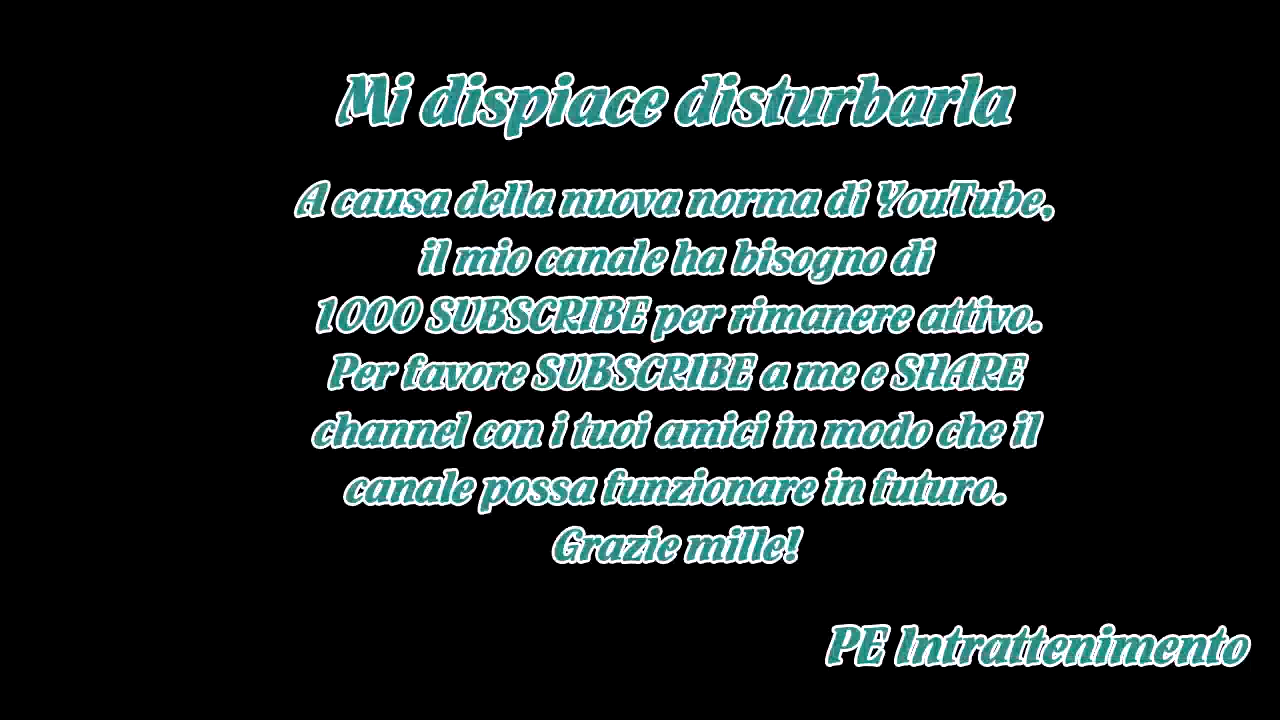 Mi dispiace disturbarla
A causa della nuova norma di YouTube,
il mio canale ha bisogno di
1000 SUBSCRIBE per rimanere attivo.
Per favore SUBSCRIBE a me e SHARE
channel con i tuoi amici in modo che il
canale possa funzionare in futuro.
Grazie mille!
PE Intrattenimento